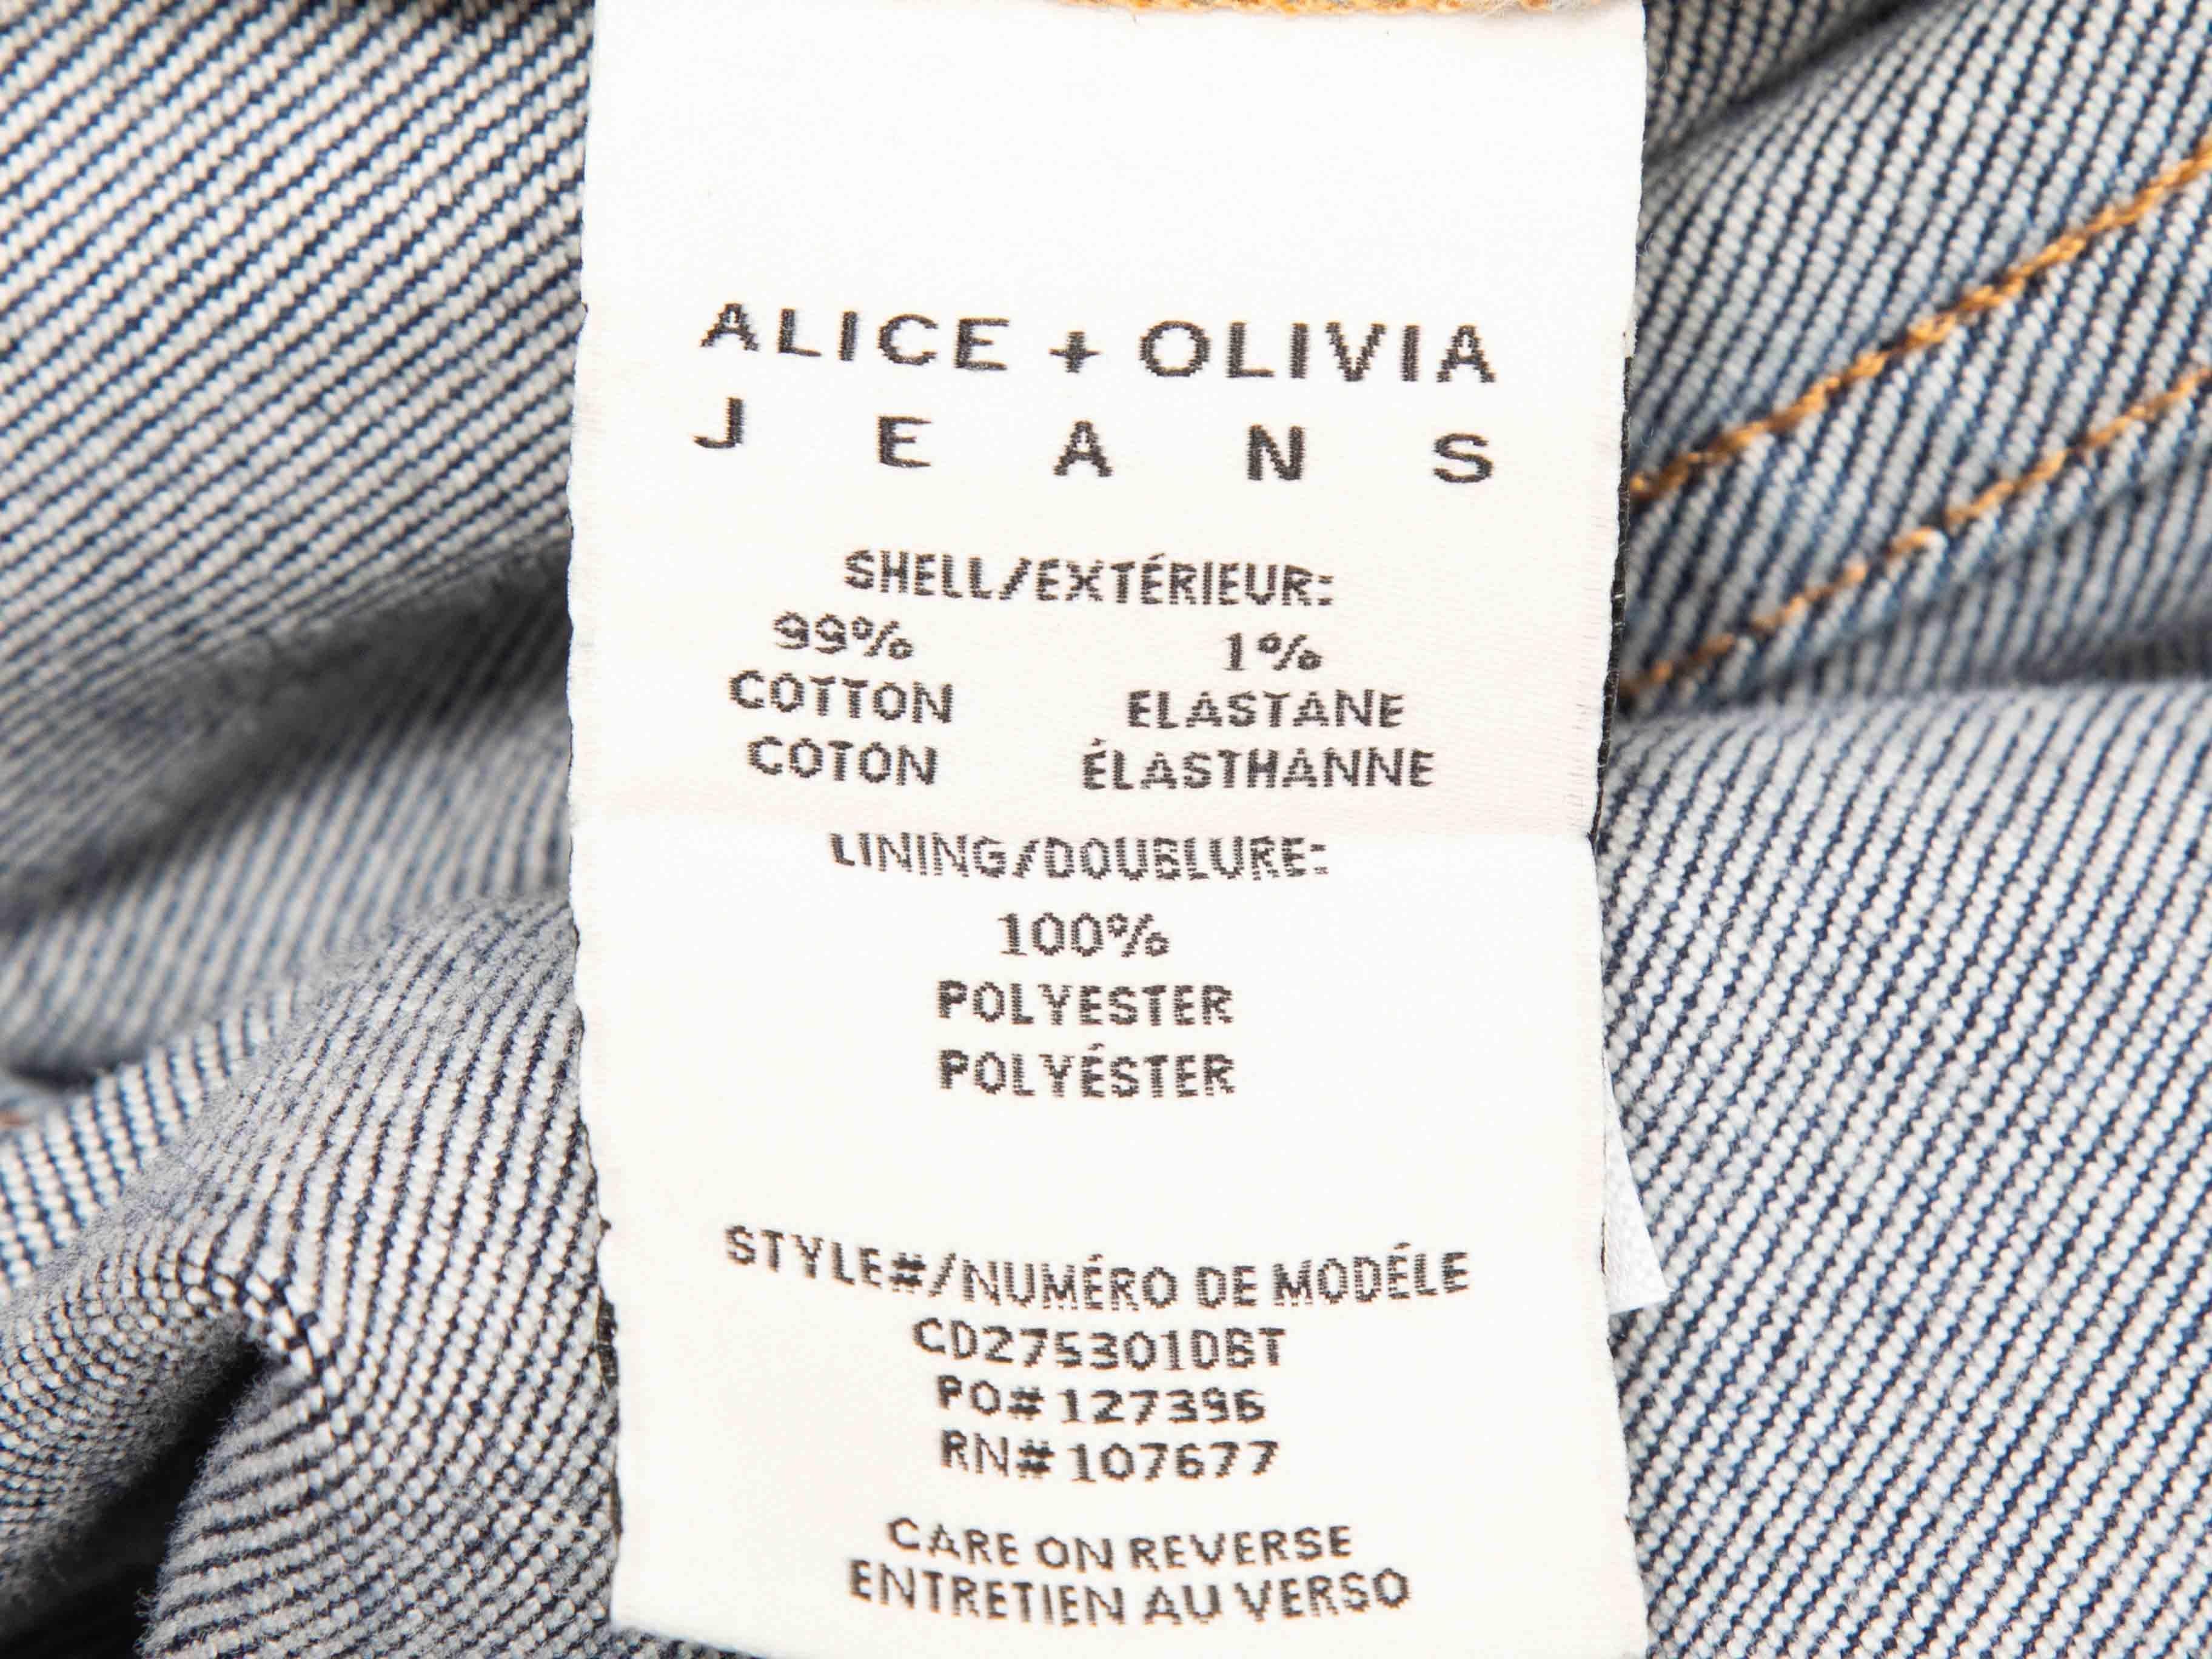 ALICE + OLIVIA
J E A N S
SHELL/EXTÉRIEUR:
99% 1%
COTTON ELASTANE
COTON ÉLASTHANNE
LINING/DOUBLURE:
100%
POLYESTER
POLYÉSTER
STYLE#/NUMÉRO DE MODÉLE
CD2753010BT
PO# 127396
RN# 107677
CARE ON REVERSE
ENTRETIEN AU VERSO